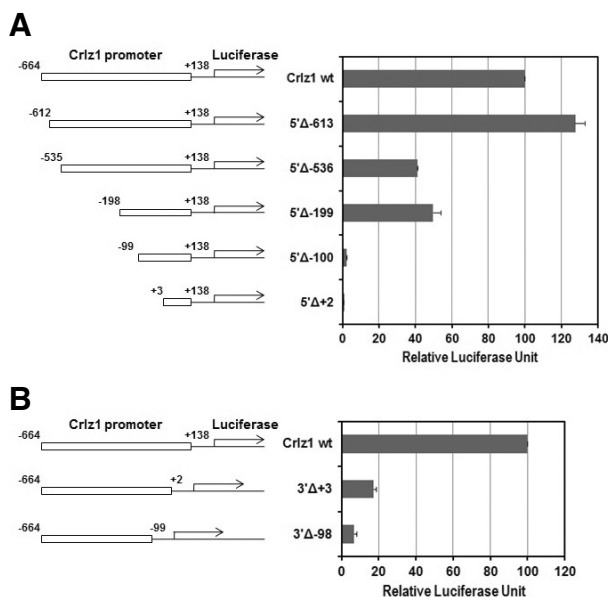 A
Crlz1 promoter Luciferase
-664 +138
Crlz1 wt
-612 +138
5'Δ-613
-535 +138
5'Δ-536
-198 +138
5'Δ-199
-99 +138
5'Δ-100
+3 +138
5'Δ+2
0 20 40 60 80 100 120 140
Relative Luciferase Unit
B
Crlz1 promoter Luciferase
-664 +138
Crlz1 wt
-664 +2
3'Δ+3
-664 -99
3'Δ-98
0 20 40 60 80 100 120
Relative Luciferase Unit